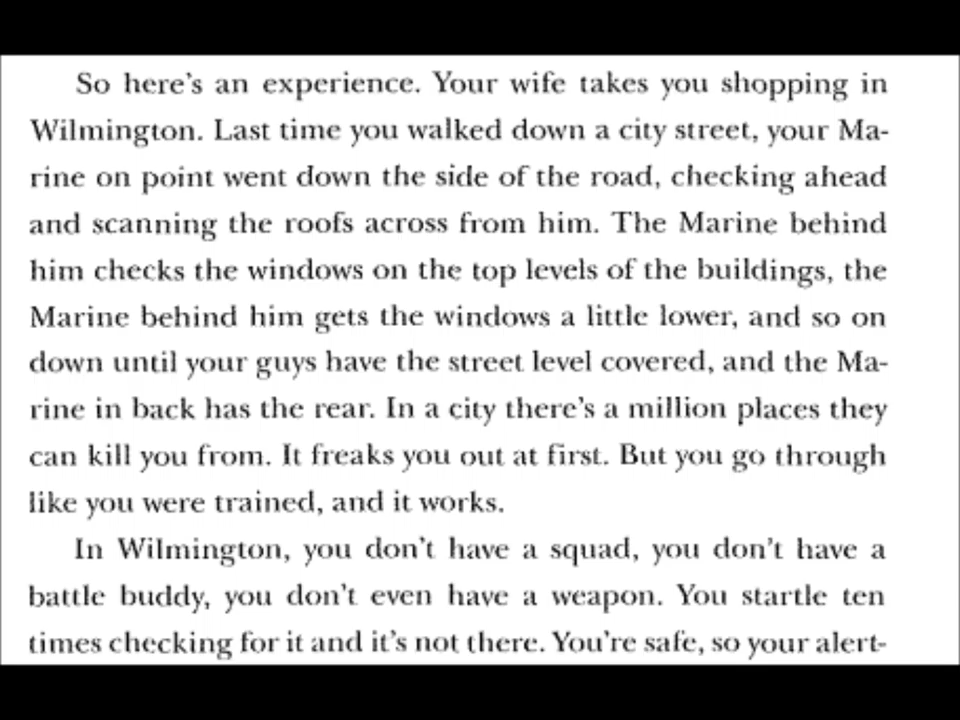 So here's an experience. Your wife takes you shopping in
Wilmington. Last time you walked down a city street, your Ma-
rine on point went down the side of the road, checking ahead
and scanning the roofs across from him. The Marine behind
him checks the windows on the top levels of the buildings, the
Marine behind him gets the windows a little lower, and so on
down until your guys have the street level covered, and the Ma-
rine in back has the rear. In a city there's a million places they
can kill you from. It freaks you out at first. But you go through
like you were trained, and it works.
In Wilmington, you don't have a squad, you don't have a
battle buddy, you don't even have a weapon. You startle ten
times checking for it and it's not there. You're safe, so your alert-